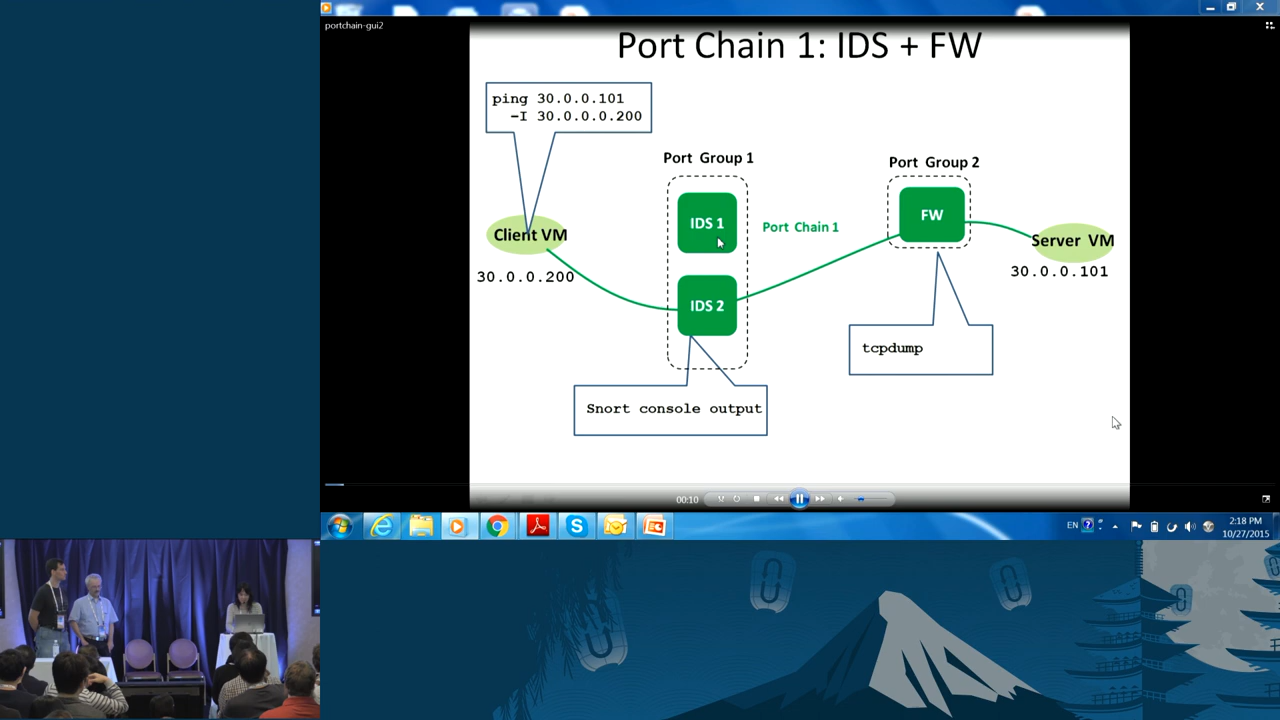 portchain-gui2
Port Chain 1: IDS + FW
ping 30.0.0.101
-I 30.0.0.0.200
Port Group 1
Port Group 2
IDS 1
Port Chain 1
FW
Client VM
Server VM
30.0.0.200
30.0.0.101
IDS 2
tcpdump
Snort console output
00:10
EN
2:18 PM
10/27/2015